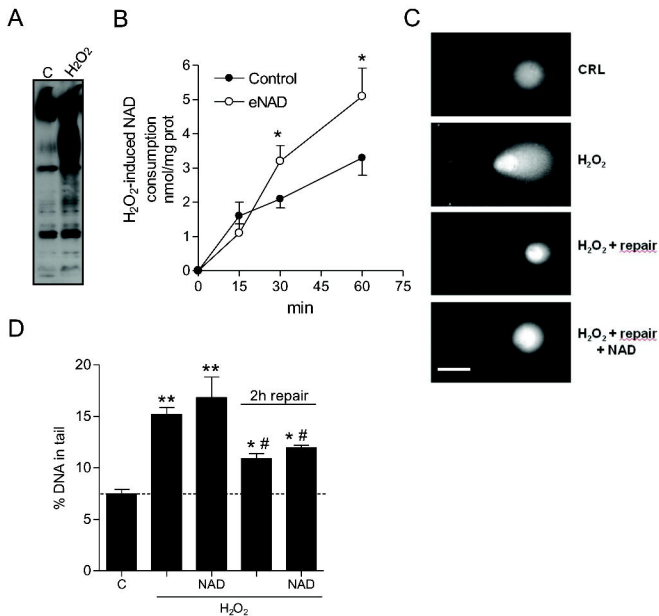 A
C
H₂O₂
B
H₂O₂-induced NAD
consumption
nmol/mg prot
6
5
4
3
2
1
0
Control
eNAD
*
*
0 15 30 45 60 75
min
C
CRL
H₂O₂
H₂O₂ + repair
H₂O₂ + repair
+ NAD
D
% DNA in tail
20
15
10
5
0
**
**
2h repair
* #
* #
C - NAD - NAD
H₂O₂